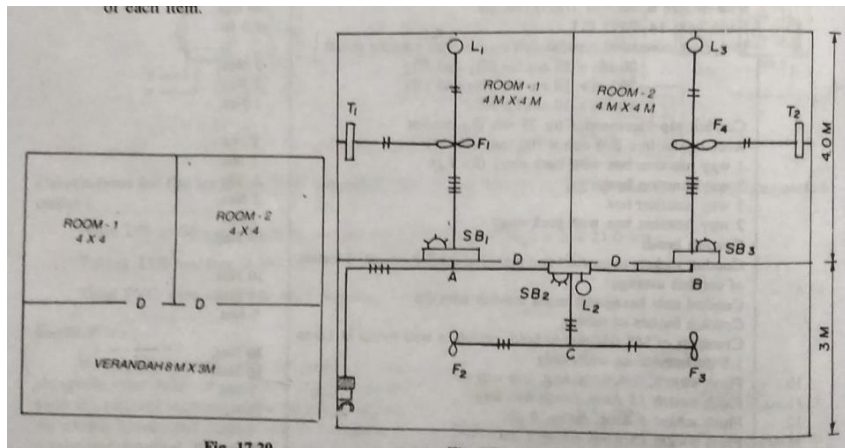 of each item.
ROOM-1
4 X 4
ROOM-2
4 X 4
D
D
VERANDAH 8 M X 3M
Fig. 17.29
L1
L3
ROOM-1
4 M X 4 M
ROOM-2
4 M X 4 M
T1
T2
F1
F4
4.0 M
SB1
SB3
D
D
A
B
SB2
L2
3 M
C
F2
F3